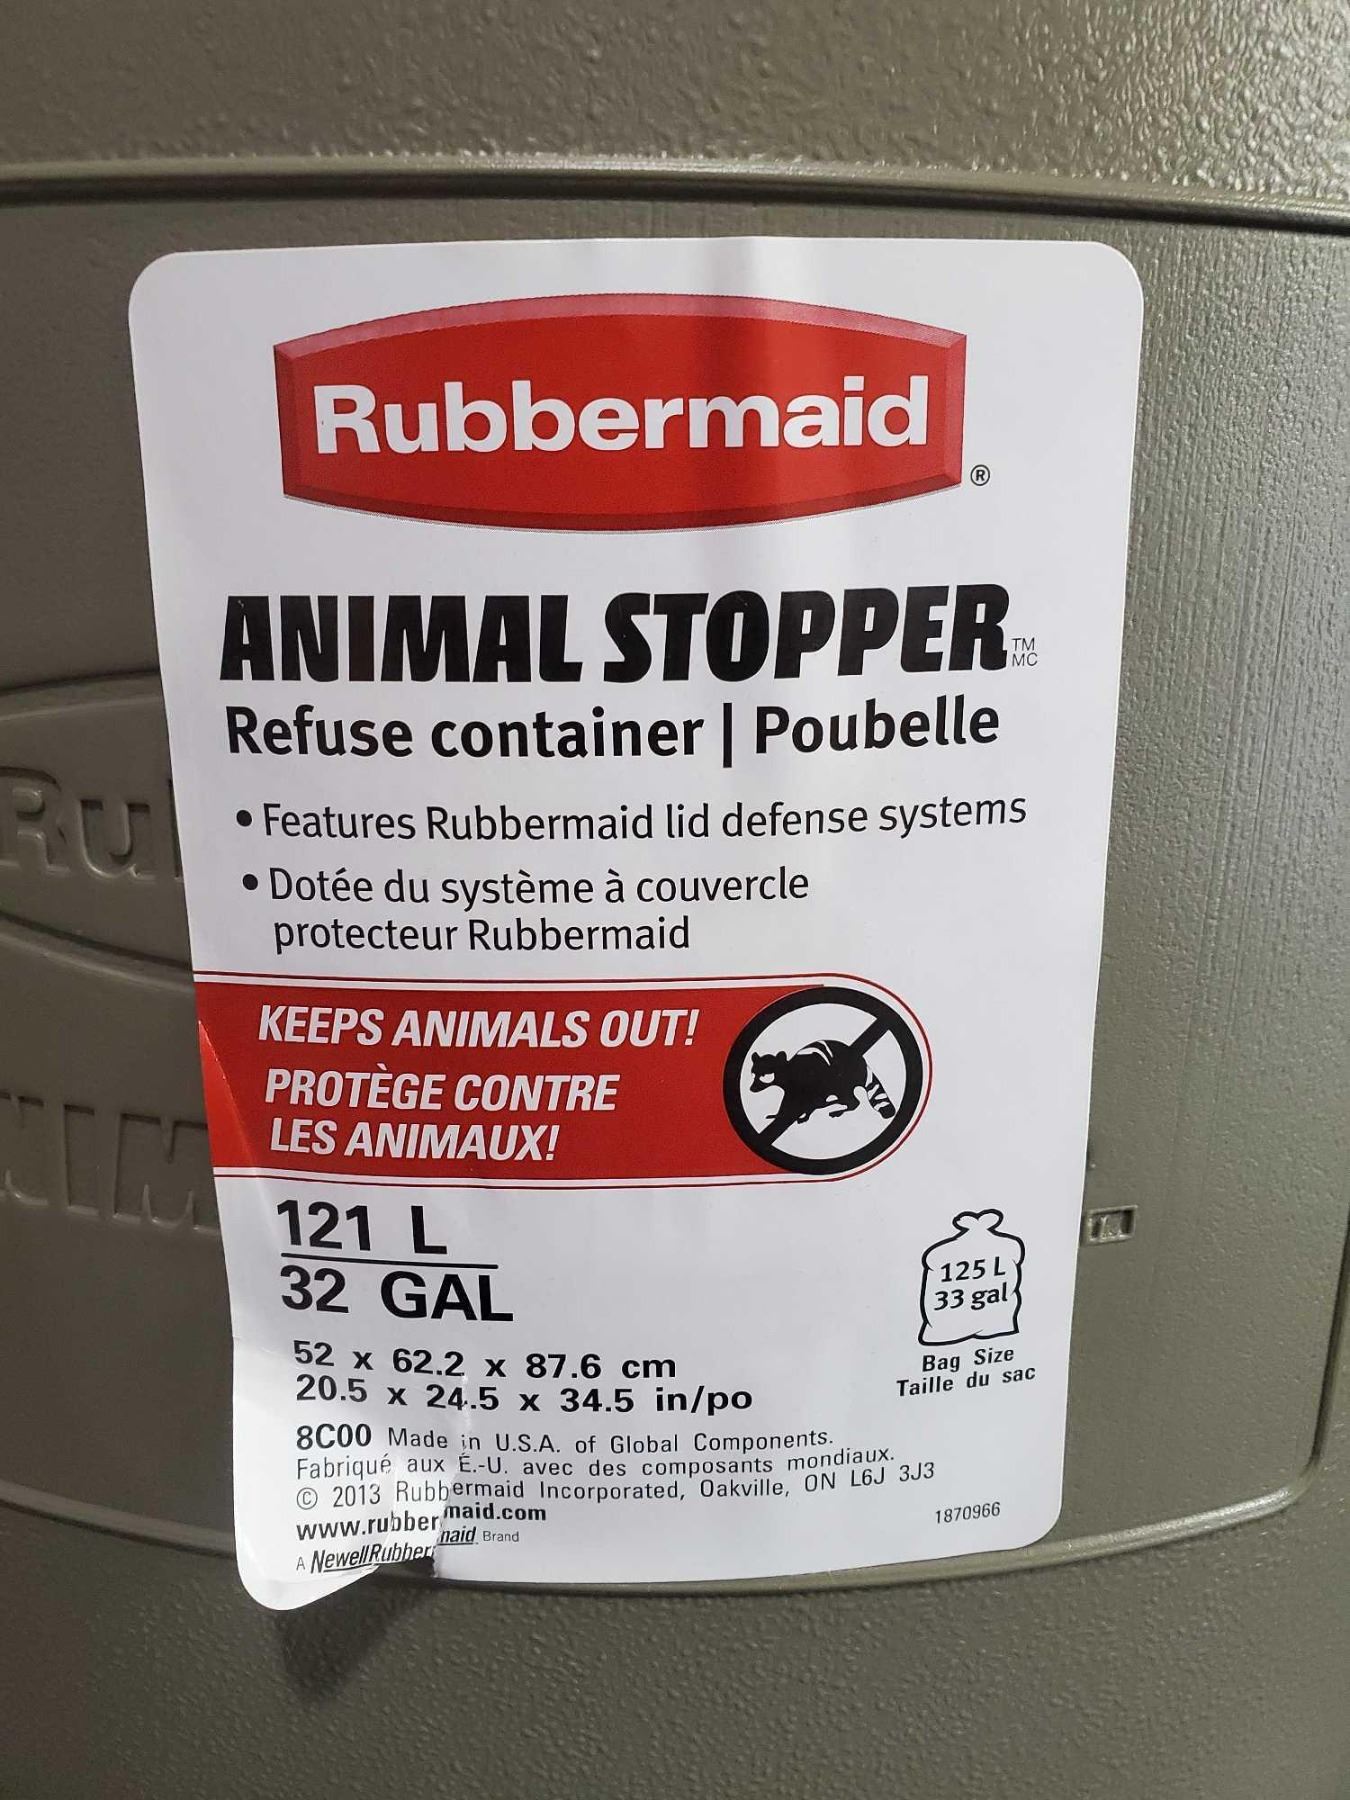 Rubbermaid
®
ANIMAL STOPPER
TM
MC
Refuse container | Poubelle
• Features Rubbermaid lid defense systems
• Dotée du système à couvercle
protecteur Rubbermaid
KEEPS ANIMALS OUT!
PROTÈGE CONTRE
LES ANIMAUX!
121 L
32 GAL
125 L
33 gal
Bag Size
Taille du sac
52 x 62.2 x 87.6 cm
20.5 x 24.5 x 34.5 in/po
8C00 Made in U.S.A. of Global Components.
Fabriqué aux É.-U. avec des composants mondiaux.
© 2013 Rubbermaid Incorporated, Oakville, ON L6J 3J3
www.rubbermaid.com
A NewellRubbermaid Brand
1870966
Ru
NIM